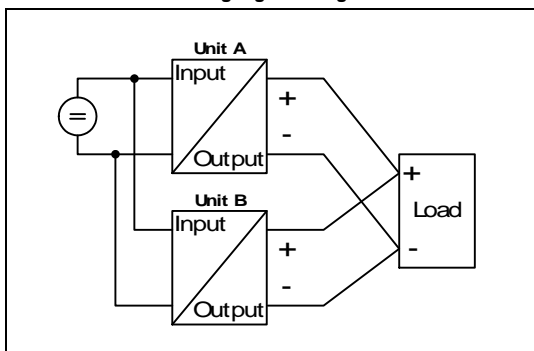 Unit A
Input
+
-
Output
Unit B
Input
+
-
Output
+
Load
-
=